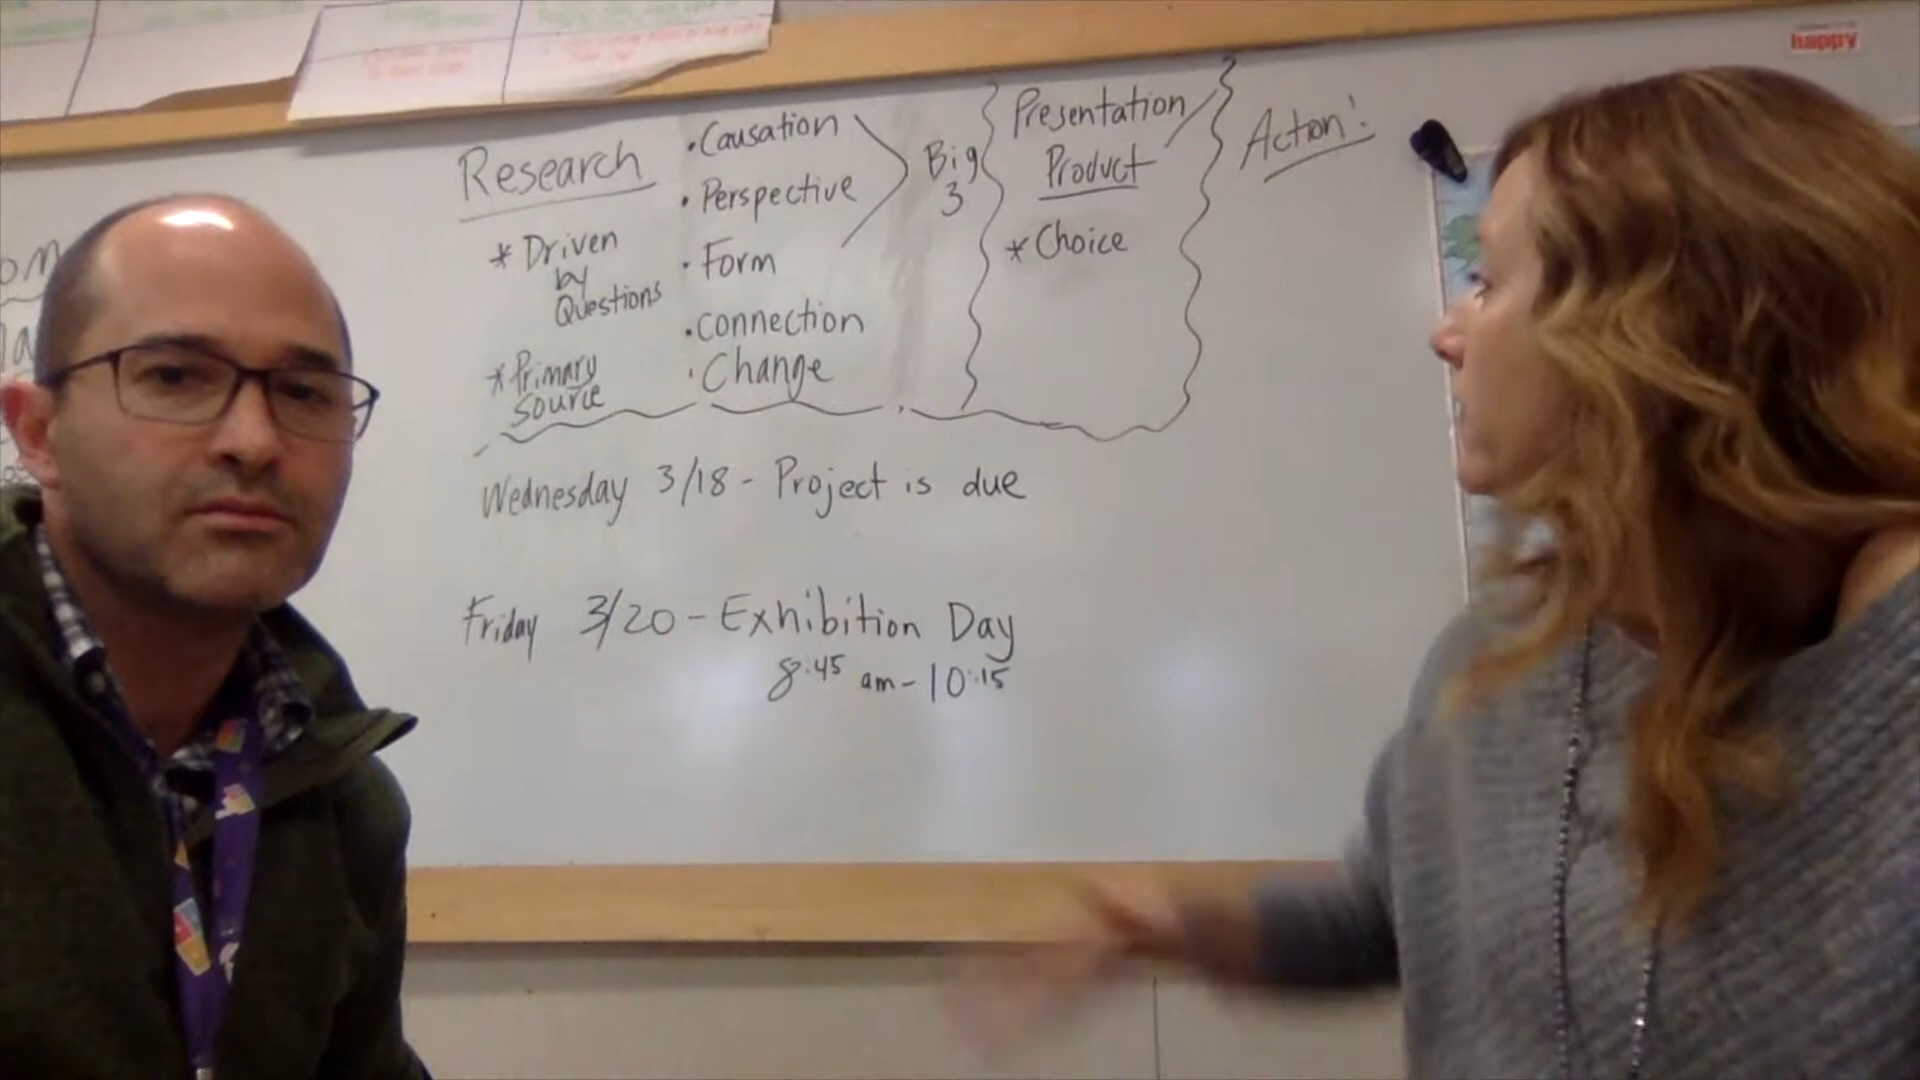 happy
Research
* Driven
by
Questions
* Primary
source
• Causation
• Perspective
• Form
• Connection
• Change
Big
3
Presentation/
Product
* Choice
Action:
Wednesday 3/18 - Project is due
Friday 3/20 - Exhibition Day
8:45 am - 10:15